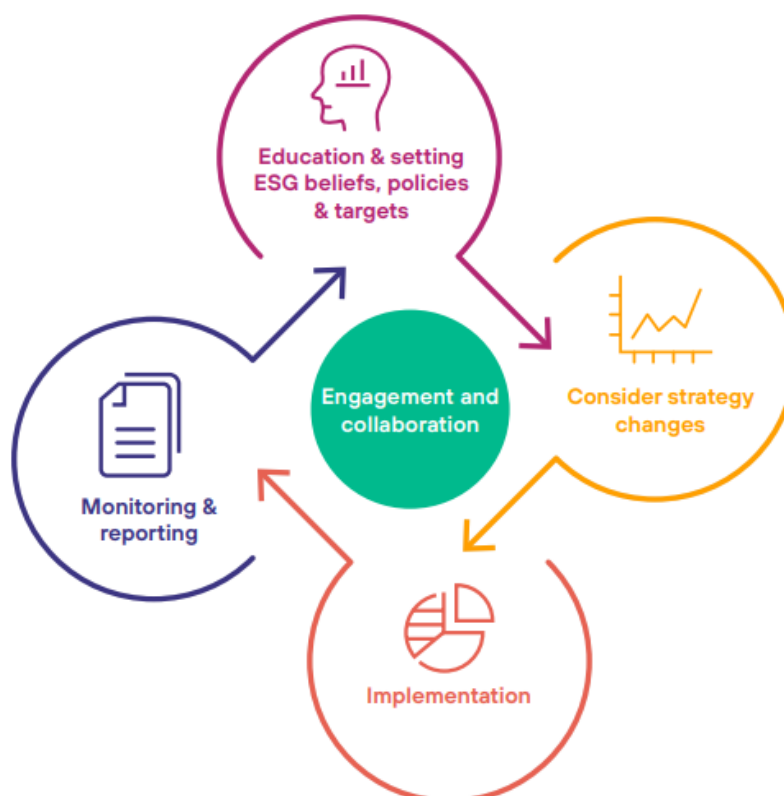 Education & setting
ESG beliefs, policies
& targets
Consider strategy
changes
Engagement and
collaboration
Monitoring &
reporting
Implementation